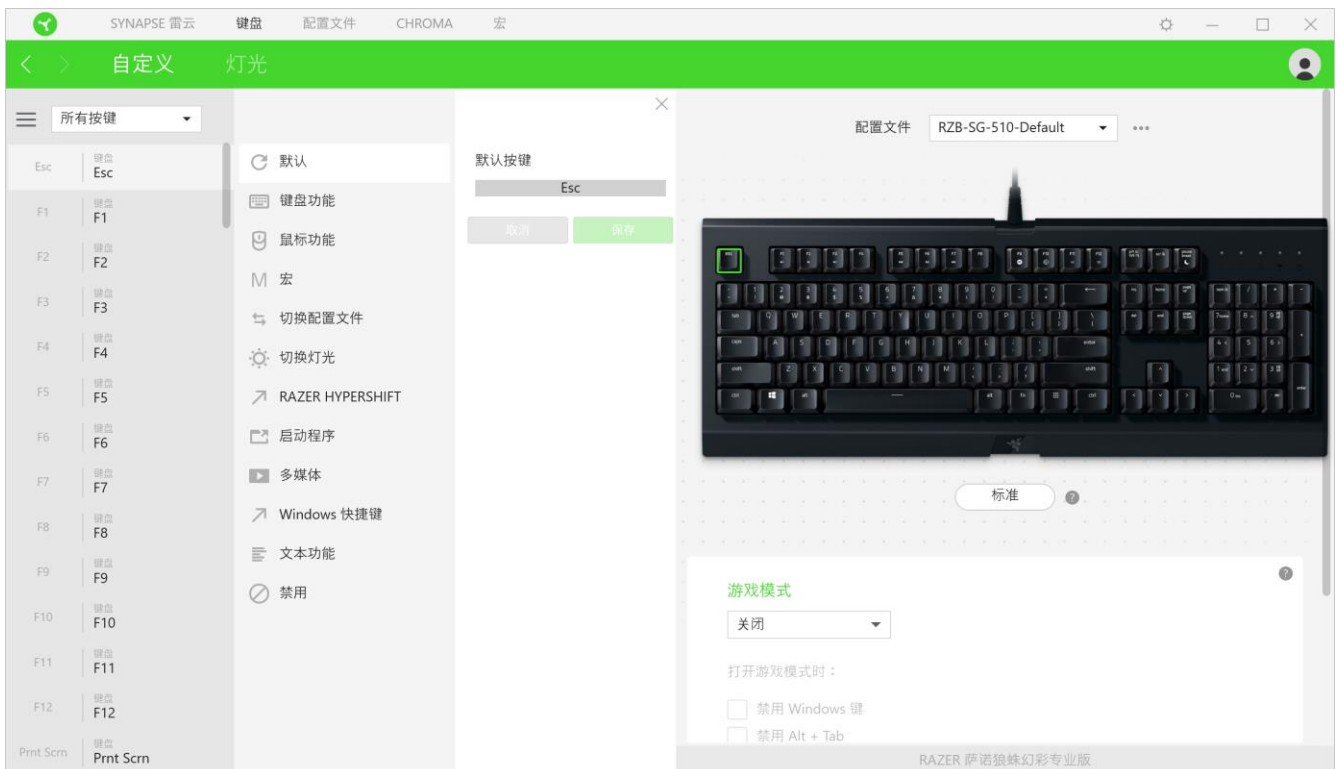 SYNAPSE 雷云 键盘 配置文件 CHROMA 宏
自定义 灯光
所有按键
Esc 键盘 Esc
F1 键盘 F1
F2 键盘 F2
F3 键盘 F3
F4 键盘 F4
F5 键盘 F5
F6 键盘 F6
F7 键盘 F7
F8 键盘 F8
F9 键盘 F9
F10 键盘 F10
F11 键盘 F11
F12 键盘 F12
Prnt Scrn 键盘 Prnt Scrn
默认
键盘功能
鼠标功能
宏
切换配置文件
切换灯光
RAZER HYPERSHIFT
启动程序
多媒体
Windows 快捷键
文本功能
禁用
默认按键
Esc
取消 保存
配置文件 RZB-SG-510-Default
标准
游戏模式
关闭
打开游戏模式时：
禁用 Windows 键
禁用 Alt + Tab
RAZER 萨诺狼蛛幻彩专业版